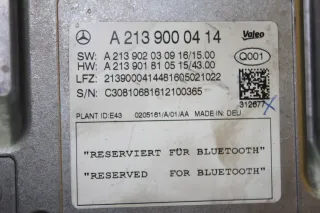 A 213 900 04 14
Valeo
SW: A 213 902 03 09 16/15.00
HW: A 213 901 81 05 15/43.00
Q001
LFZ: 2139000414481605021022
S/N: C30810681612100365
312677
PLANT ID:E43 0205161/A/01/AA MADE IN: DEU
"RESERVIERT FÜR BLUETOOTH"
"RESERVED FOR BLUETOOTH"